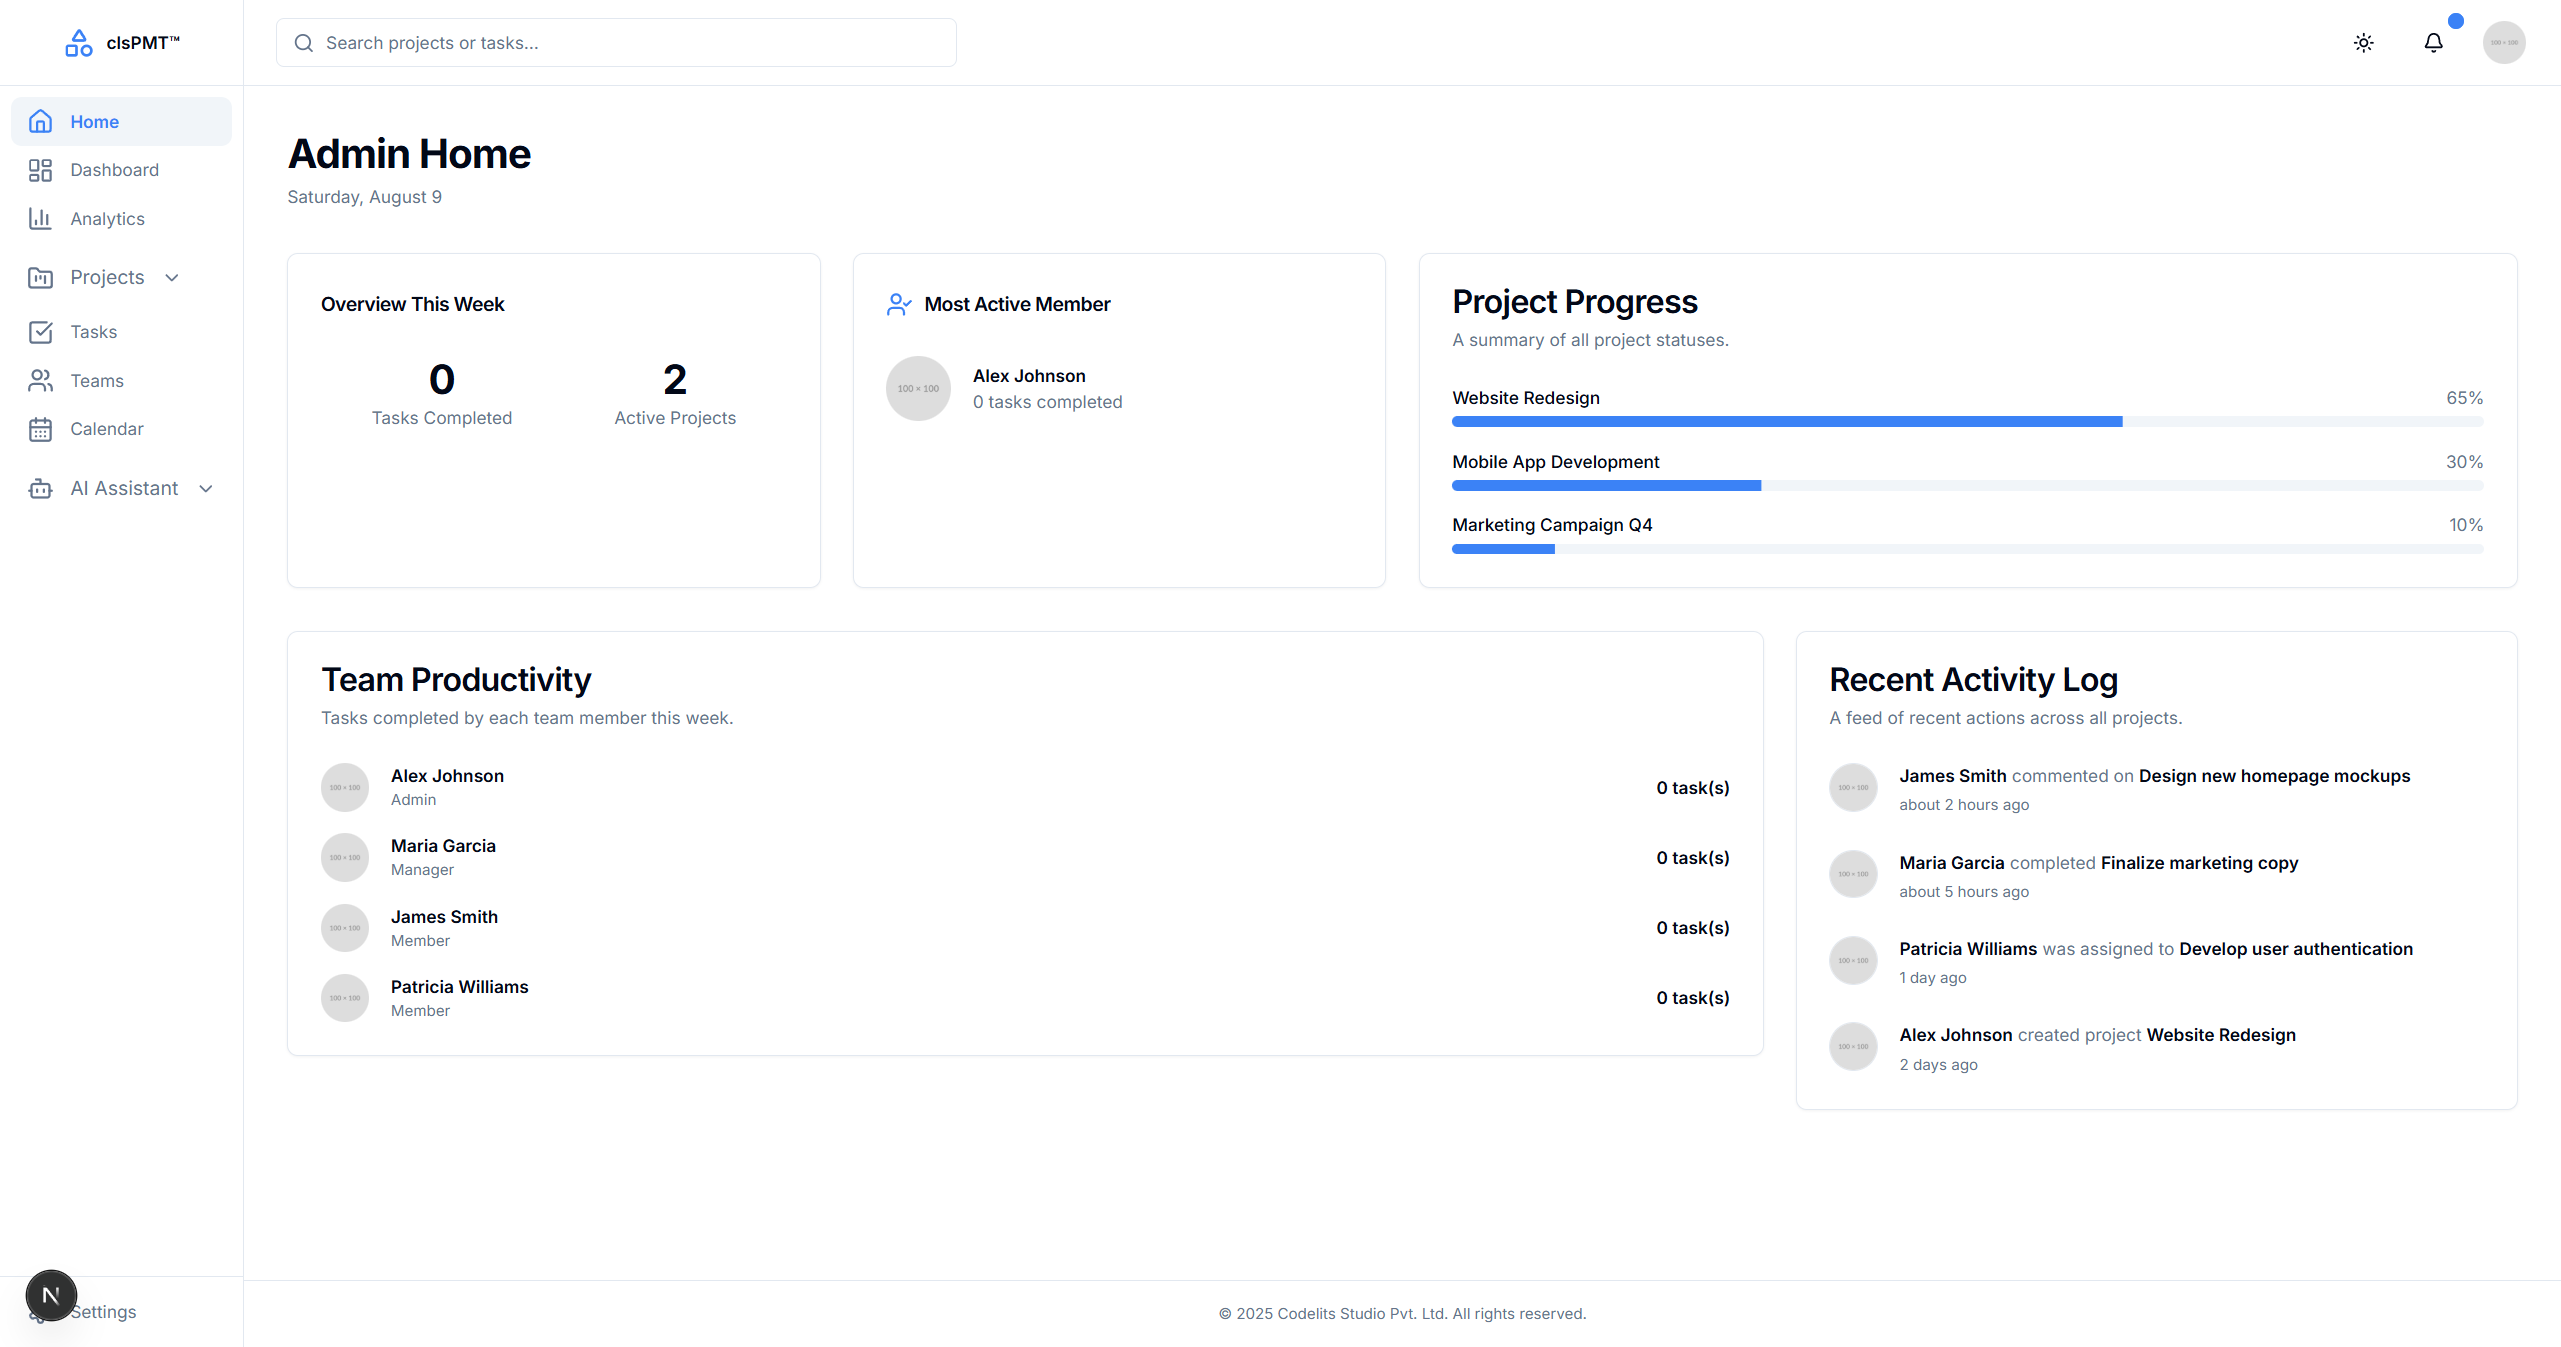 clsPMT™
Search projects or tasks...
100 × 100
Home
Dashboard
Analytics
Projects
Tasks
Teams
Calendar
AI Assistant
Settings
N
Admin Home
Saturday, August 9
Overview This Week
0
Tasks Completed
2
Active Projects
Most Active Member
100 × 100
Alex Johnson
0 tasks completed
Project Progress
A summary of all project statuses.
Website Redesign 65%
Mobile App Development 30%
Marketing Campaign Q4 10%
Team Productivity
Tasks completed by each team member this week.
100 × 100
Alex Johnson
Admin
0 task(s)
100 × 100
Maria Garcia
Manager
0 task(s)
100 × 100
James Smith
Member
0 task(s)
100 × 100
Patricia Williams
Member
0 task(s)
Recent Activity Log
A feed of recent actions across all projects.
100 × 100
James Smith commented on Design new homepage mockups
about 2 hours ago
100 × 100
Maria Garcia completed Finalize marketing copy
about 5 hours ago
100 × 100
Patricia Williams was assigned to Develop user authentication
1 day ago
100 × 100
Alex Johnson created project Website Redesign
2 days ago
© 2025 Codelits Studio Pvt. Ltd. All rights reserved.